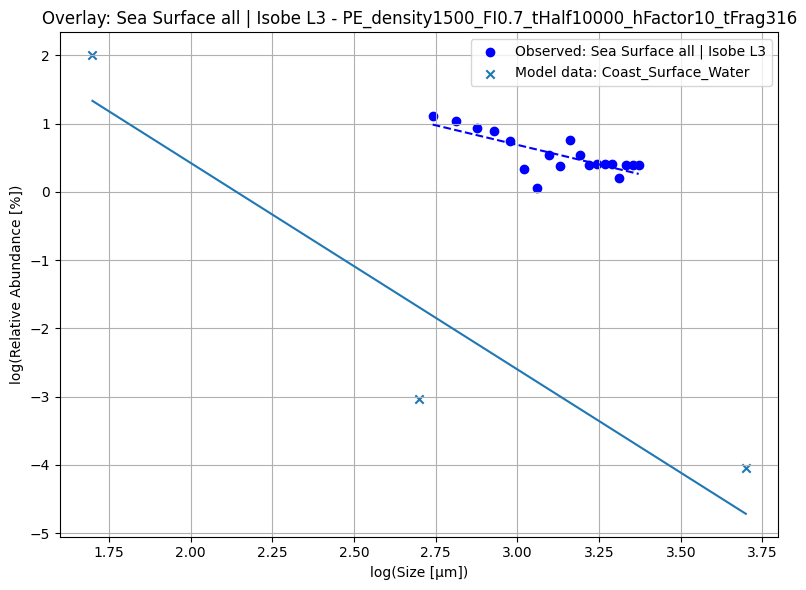 Overlay: Sea Surface all | Isobe L3 - PE_density1500_FI0.7_tHalf10000_hFactor10_tFrag316
Observed: Sea Surface all | Isobe L3
Model data: Coast_Surface_Water
log(Relative Abundance [%])
2
1
0
−1
−2
−3
−4
−5
1.75 2.00 2.25 2.50 2.75 3.00 3.25 3.50 3.75
log(Size [μm])